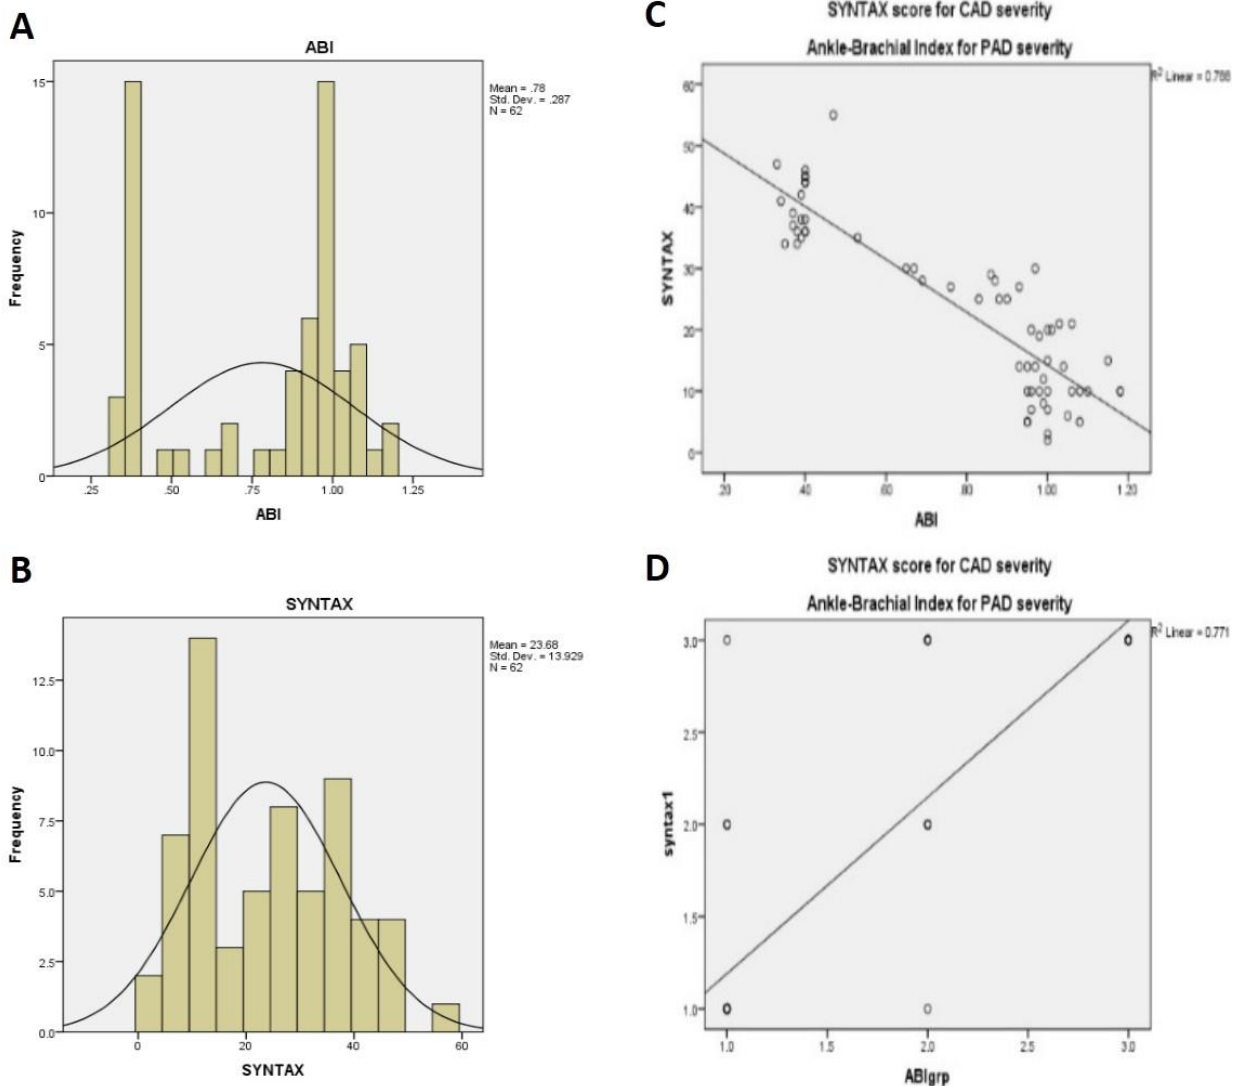 A
ABI
Mean = .78
Std. Dev. = .287
N = 62
Frequency
15
10
5
0
.25 .50 .75 1.00 1.25
ABI
B
SYNTAX
Mean = 23.68
Std. Dev. = 13.929
N = 62
Frequency
12.5
10.0
7.5
5.0
2.5
0.0
0 20 40 60
SYNTAX
C
SYNTAX score for CAD severity
Ankle-Brachial Index for PAD severity
R² Linear =
SYNTAX
60
50
40
30
20
10
0
.20 .40 .60 .80 1.00 1.20
ABI
D
SYNTAX score for CAD severity
Ankle-Brachial Index for PAD severity
R² Linear = 0.771
syntax1
3.0
2.5
2.0
1.5
1.0
1.0 1.5 2.0 2.5 3.0
ABIgrp